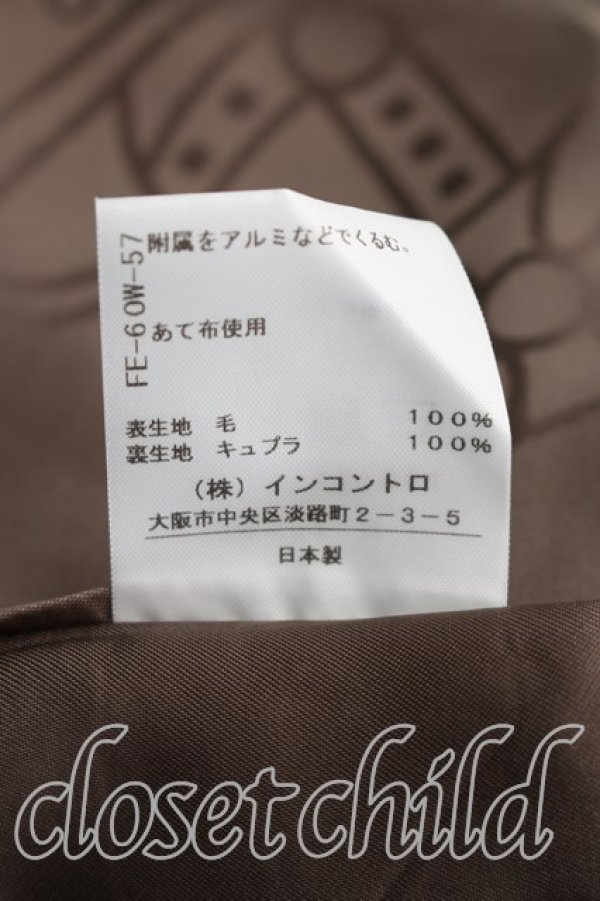 附属をアルミなどでくるむ。
FE-60W-57
あて布使用
表生地 毛 100%
裏生地 キュプラ 100%
(株) インコントロ
大阪市中央区淡路町2-3-5
日本製
closet child